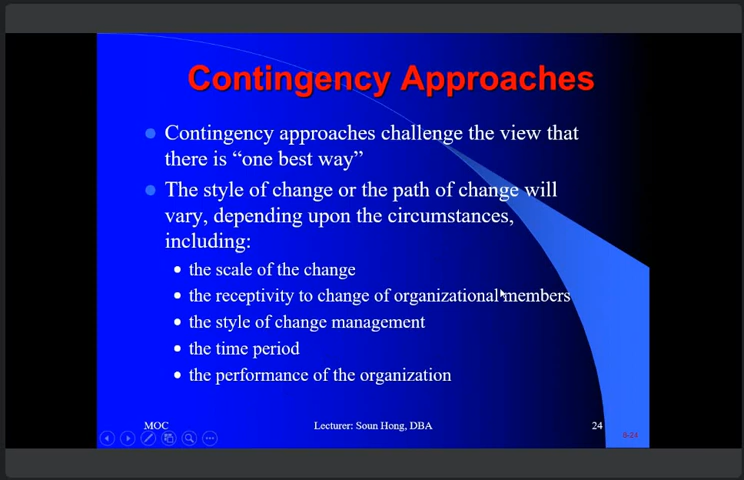 Contingency Approaches
Contingency approaches challenge the view that
there is “one best way”
The style of change or the path of change will
vary, depending upon the circumstances,
including:
the scale of the change
the receptivity to change of organizational members
the style of change management
the time period
the performance of the organization
MOC
Lecturer: Soun Hong, DBA
24
8-24